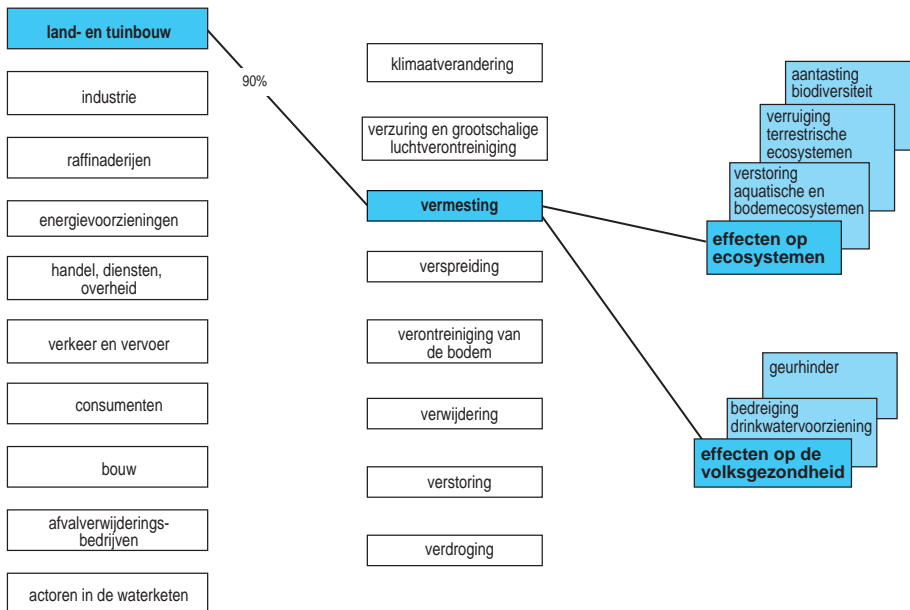 land- en tuinbouw
industrie
raffinaderijen
energievoorzieningen
handel, diensten,
overheid
verkeer en vervoer
consumenten
bouw
afvalverwijderings-
bedrijven
actoren in de waterketen
90%
klimaatverandering
verzuring en grootschalige
luchtverontreiniging
vermesting
verspreiding
verontreiniging van
de bodem
verwijdering
verstoring
verdroging
aantasting
biodiversiteit
verruiging
terrestrische
ecosystemen
verstoring
aquatische en
bodemecosystemen
effecten op
ecosystemen
geurhinder
bedreiging
drinkwatervoorziening
effecten op de
volksgezondheid